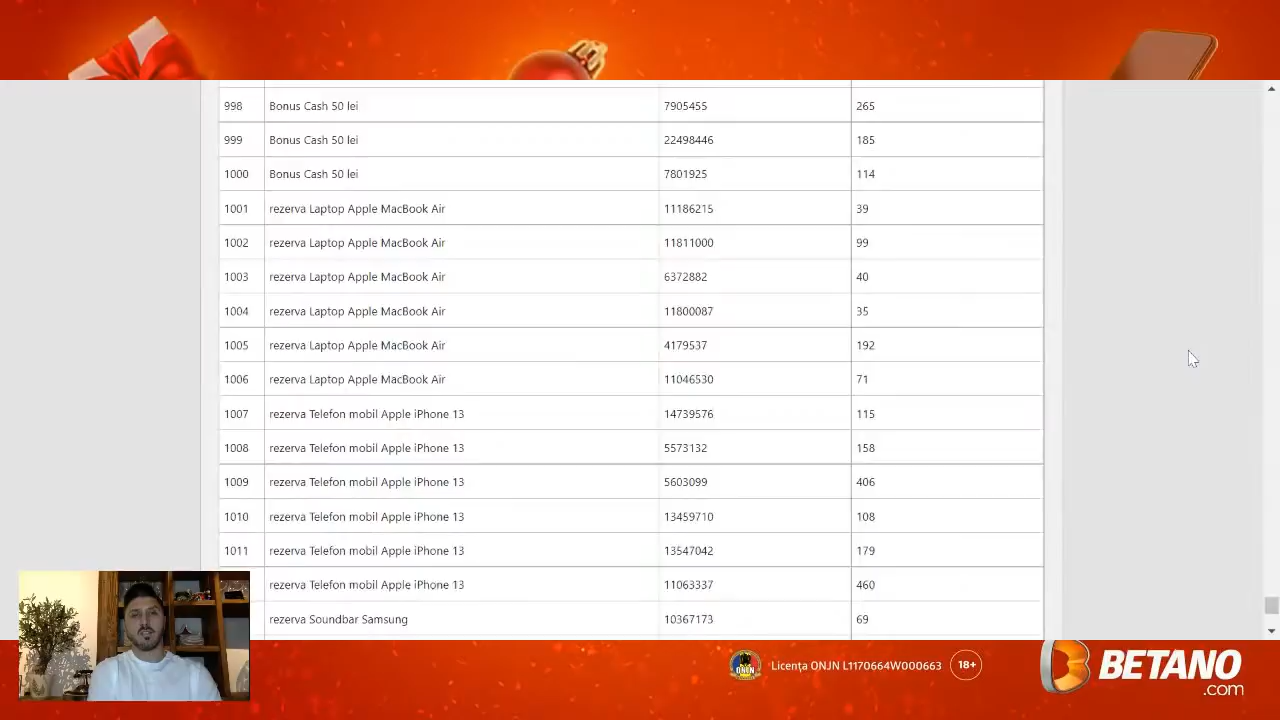 998 Bonus Cash 50 lei 7905455 265
999 Bonus Cash 50 lei 22498446 185
1000 Bonus Cash 50 lei 7801925 114
1001 rezerva Laptop Apple MacBook Air 11186215 39
1002 rezerva Laptop Apple MacBook Air 11811000 99
1003 rezerva Laptop Apple MacBook Air 6372882 40
1004 rezerva Laptop Apple MacBook Air 11800087 35
1005 rezerva Laptop Apple MacBook Air 4179537 192
1006 rezerva Laptop Apple MacBook Air 11046530 71
1007 rezerva Telefon mobil Apple iPhone 13 14739576 115
1008 rezerva Telefon mobil Apple iPhone 13 5573132 158
1009 rezerva Telefon mobil Apple iPhone 13 5603099 406
1010 rezerva Telefon mobil Apple iPhone 13 13459710 108
1011 rezerva Telefon mobil Apple iPhone 13 13547042 179
rezerva Telefon mobil Apple iPhone 13 11063337 460
rezerva Soundbar Samsung 10367173 69
ONJN Licența ONJN L1170664W000663 18+
BETANO
.com